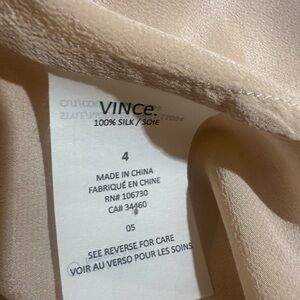 VINCe.
100% SILK / SOIE
4
MADE IN CHINA
FABRIQUÉ EN CHINE
RN# 106730
CA# 34460
05
SEE REVERSE FOR CARE
VOIR AU VERSO POUR LES SOINS